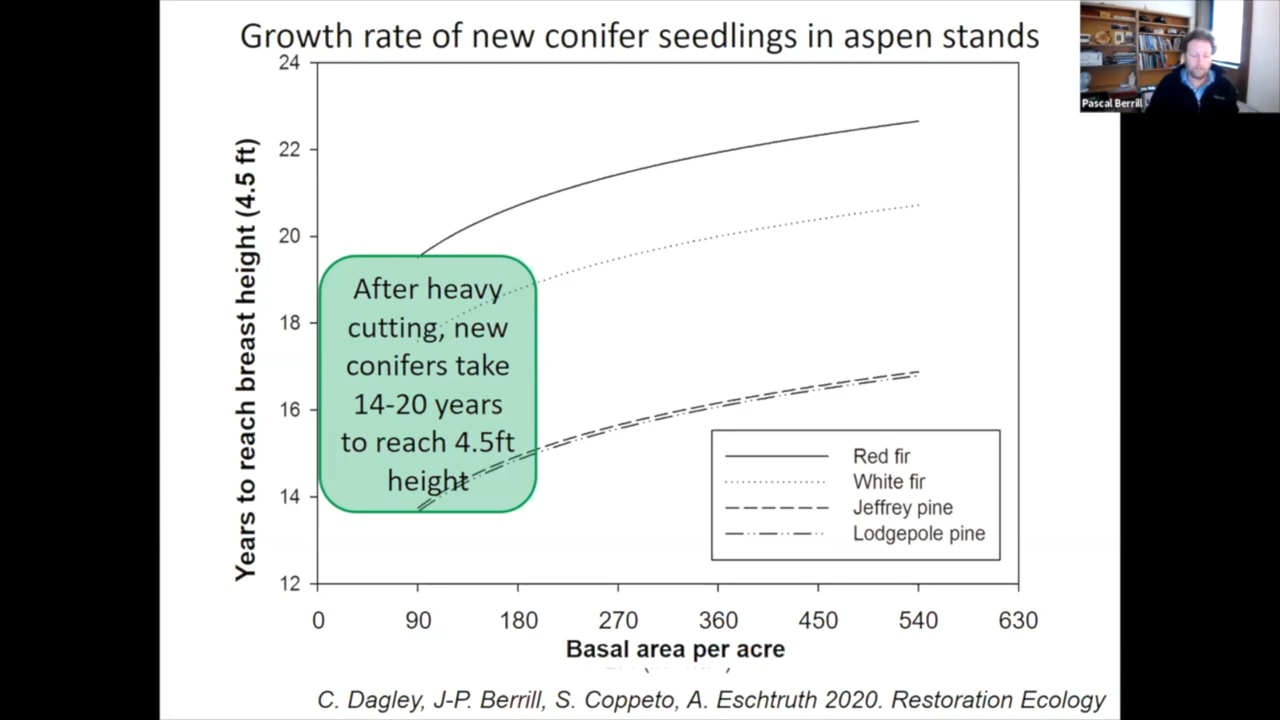 Growth rate of new conifer seedlings in aspen stands
Pascal Berrill
Years to reach breast height (4.5 ft)
24
22
20
18
16
14
12
After heavy
cutting, new
conifers take
14-20 years
to reach 4.5ft
height
Red fir
White fir
Jeffrey pine
Lodgepole pine
0 90 180 270 360 450 540 630
Basal area per acre
C. Dagley, J-P. Berrill, S. Coppeto, A. Eschtruth 2020. Restoration Ecology